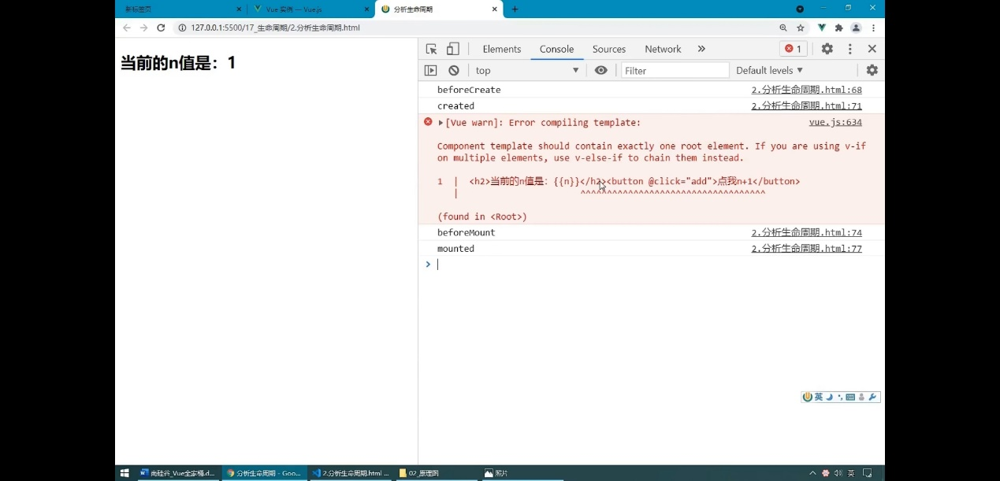 新标签页
Vue 实例 — Vue.js
分析生命周期
127.0.0.1:5500/17_生命周期/2.分析生命周期.html
当前的n值是：1
Elements Console Sources Network 1
top Filter Default levels
beforeCreate 2.分析生命周期.html:68
created 2.分析生命周期.html:71
[Vue warn]: Error compiling template: vue.js:634
Component template should contain exactly one root element. If you are using v-if
on multiple elements, use v-else-if to chain them instead.
1 | <h2>当前的n值是：{{n}}</h2><button @click="add">点我n+1</button>
| ^^^^^^^^^^^^^^^^^^^^^^^^^^^^^^^^^^^
(found in <Root>)
beforeMount 2.分析生命周期.html:74
mounted 2.分析生命周期.html:77
英
尚硅谷_Vue全家桶.d...
分析生命周期 - Goo...
2.分析生命周期.html ...
02_原理图
照片
英